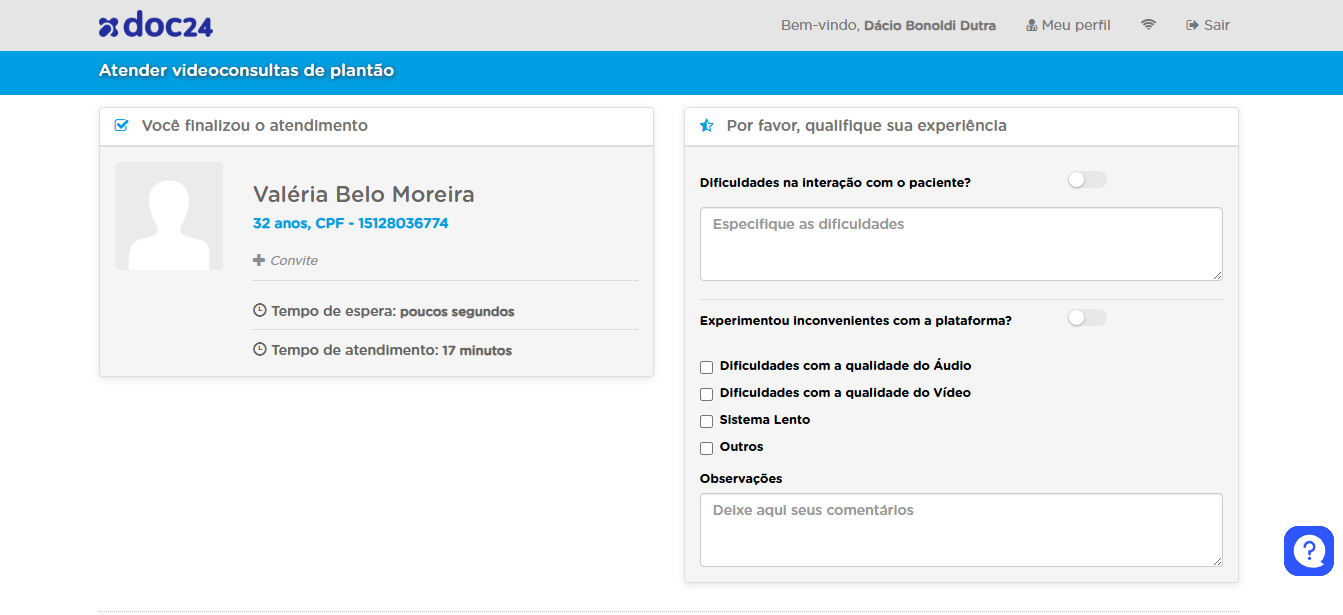 doc24
Bem-vindo, Dácio Bonoldi Dutra
Meu perfil
Sair
Atender videoconsultas de plantão
Você finalizou o atendimento
Valéria Belo Moreira
32 anos, CPF - 15128036774
Convite
Tempo de espera: poucos segundos
Tempo de atendimento: 17 minutos
Por favor, qualifique sua experiência
Dificuldades na interação com o paciente?
Especifique as dificuldades
Experimentou inconvenientes com a plataforma?
Dificuldades com a qualidade do Áudio
Dificuldades com a qualidade do Vídeo
Sistema Lento
Outros
Observações
Deixe aqui seus comentários
?